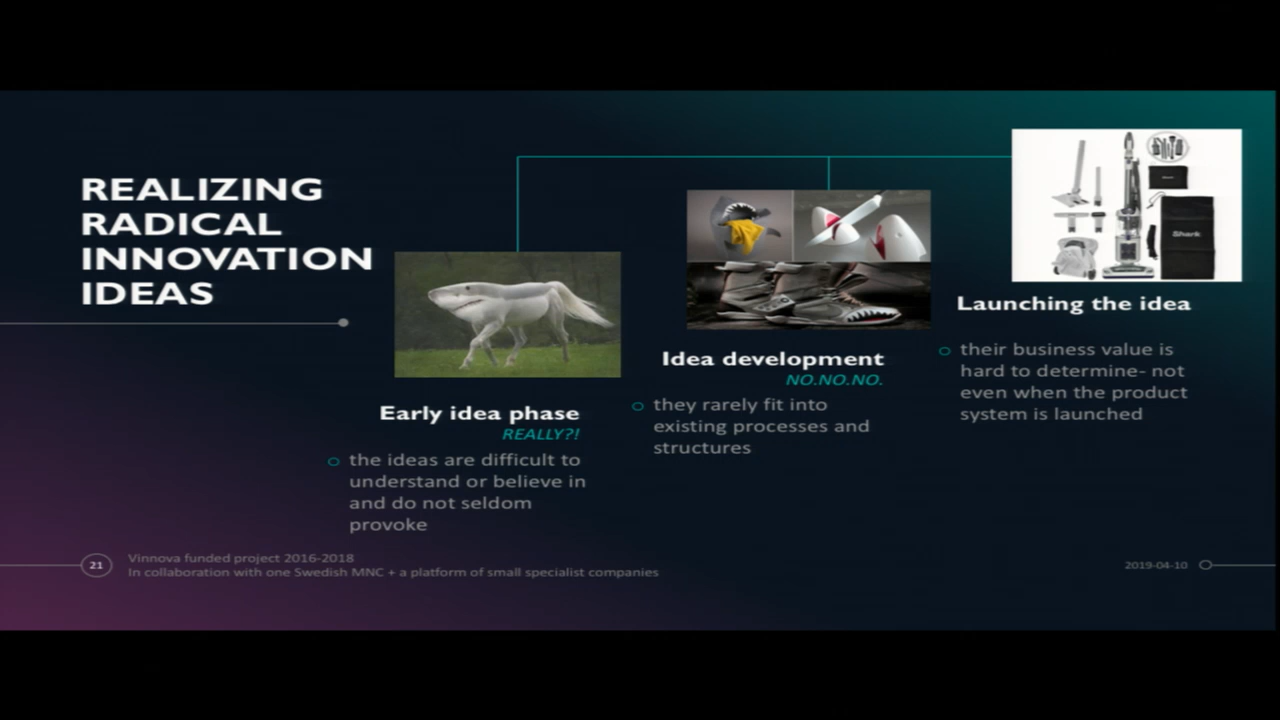 REALIZING
RADICAL
INNOVATION
IDEAS
Early idea phase
REALLY?!
the ideas are difficult to
understand or believe in
and do not seldom
provoke
Idea development
NO.NO.NO.
they rarely fit into
existing processes and
structures
Shark
Launching the idea
their business value is
hard to determine- not
even when the product
system is launched
21
Vinnova funded project 2016-2018
In collaboration with one Swedish MNC + a platform of small specialist companies
2019-04-10